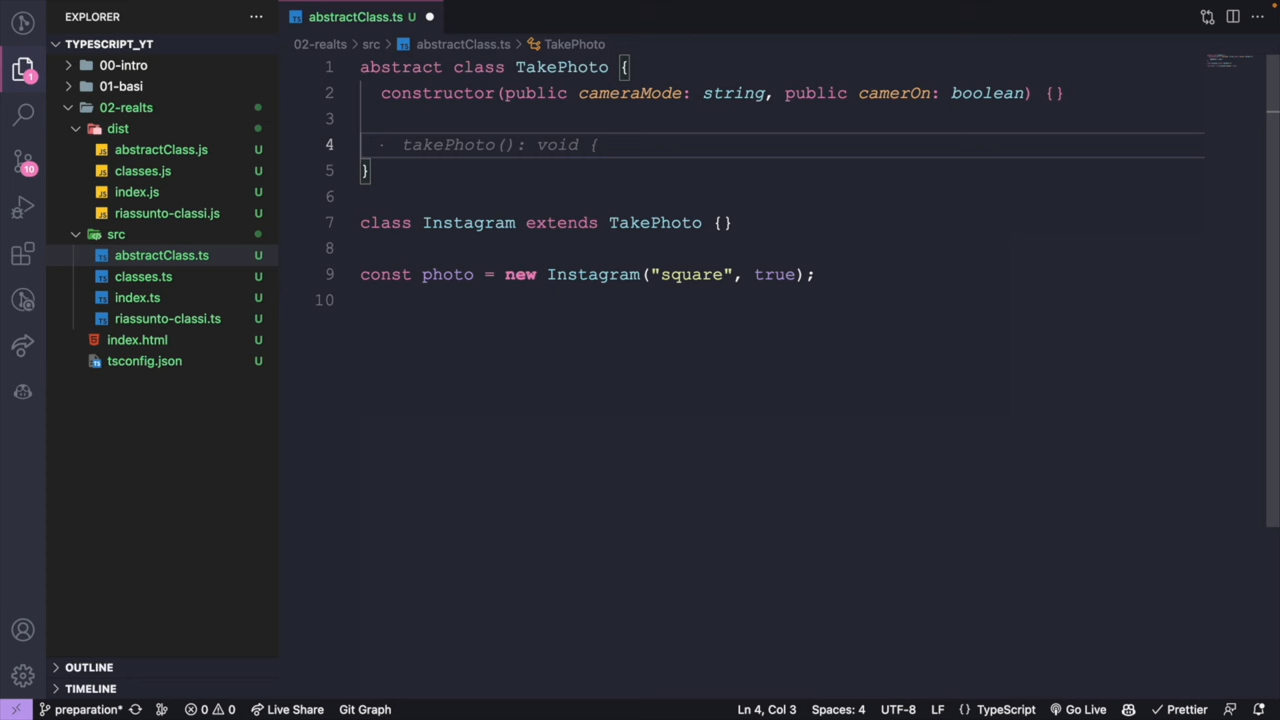 EXPLORER
abstractClass.ts U
TYPESCRIPT_YT
00-intro
01-basi
02-realts
dist
abstractClass.js U
classes.js U
index.js U
riassunto-classi.js U
src
abstractClass.ts U
classes.ts U
index.ts U
riassunto-classi.ts U
index.html U
tsconfig.json U
OUTLINE
TIMELINE
1
10
02-realts > src > abstractClass.ts > TakePhoto
1 abstract class TakePhoto {
2 constructor(public cameraMode: string, public camerOn: boolean) {}
3
4 takePhoto(): void {
5 }
6
7 class Instagram extends TakePhoto {}
8
9 const photo = new Instagram("square", true);
10
preparation* 0 0 Live Share Git Graph Ln 4, Col 3 Spaces: 4 UTF-8 LF {} TypeScript Go Live Prettier